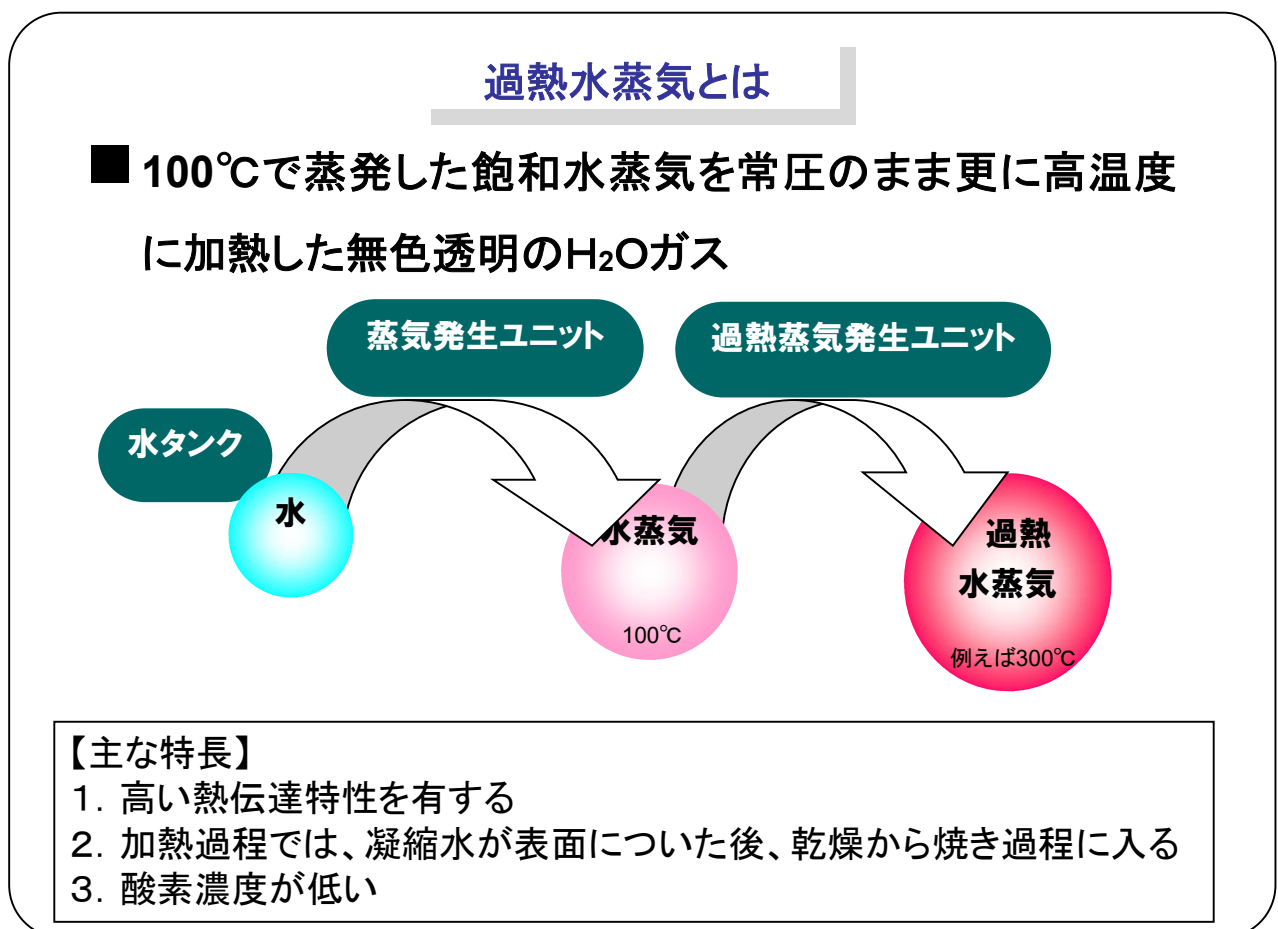 過熱水蒸気とは
■100℃で蒸発した飽和水蒸気を常圧のまま更に高温度
に加熱した無色透明のH₂Oガス
蒸気発生ユニット
過熱蒸気発生ユニット
水タンク
水
水蒸気
100℃
過熱
水蒸気
例えば300℃
【主な特長】
１．高い熱伝達特性を有する
２．加熱過程では、凝縮水が表面についた後、乾燥から焼き過程に入る
３．酸素濃度が低い